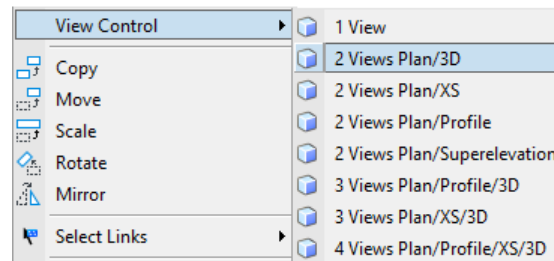 View Control
Copy
Move
Scale
Rotate
Mirror
Select Links
1 View
2 Views Plan/3D
2 Views Plan/XS
2 Views Plan/Profile
2 Views Plan/Superelevation
3 Views Plan/Profile/3D
3 Views Plan/XS/3D
4 Views Plan/Profile/XS/3D